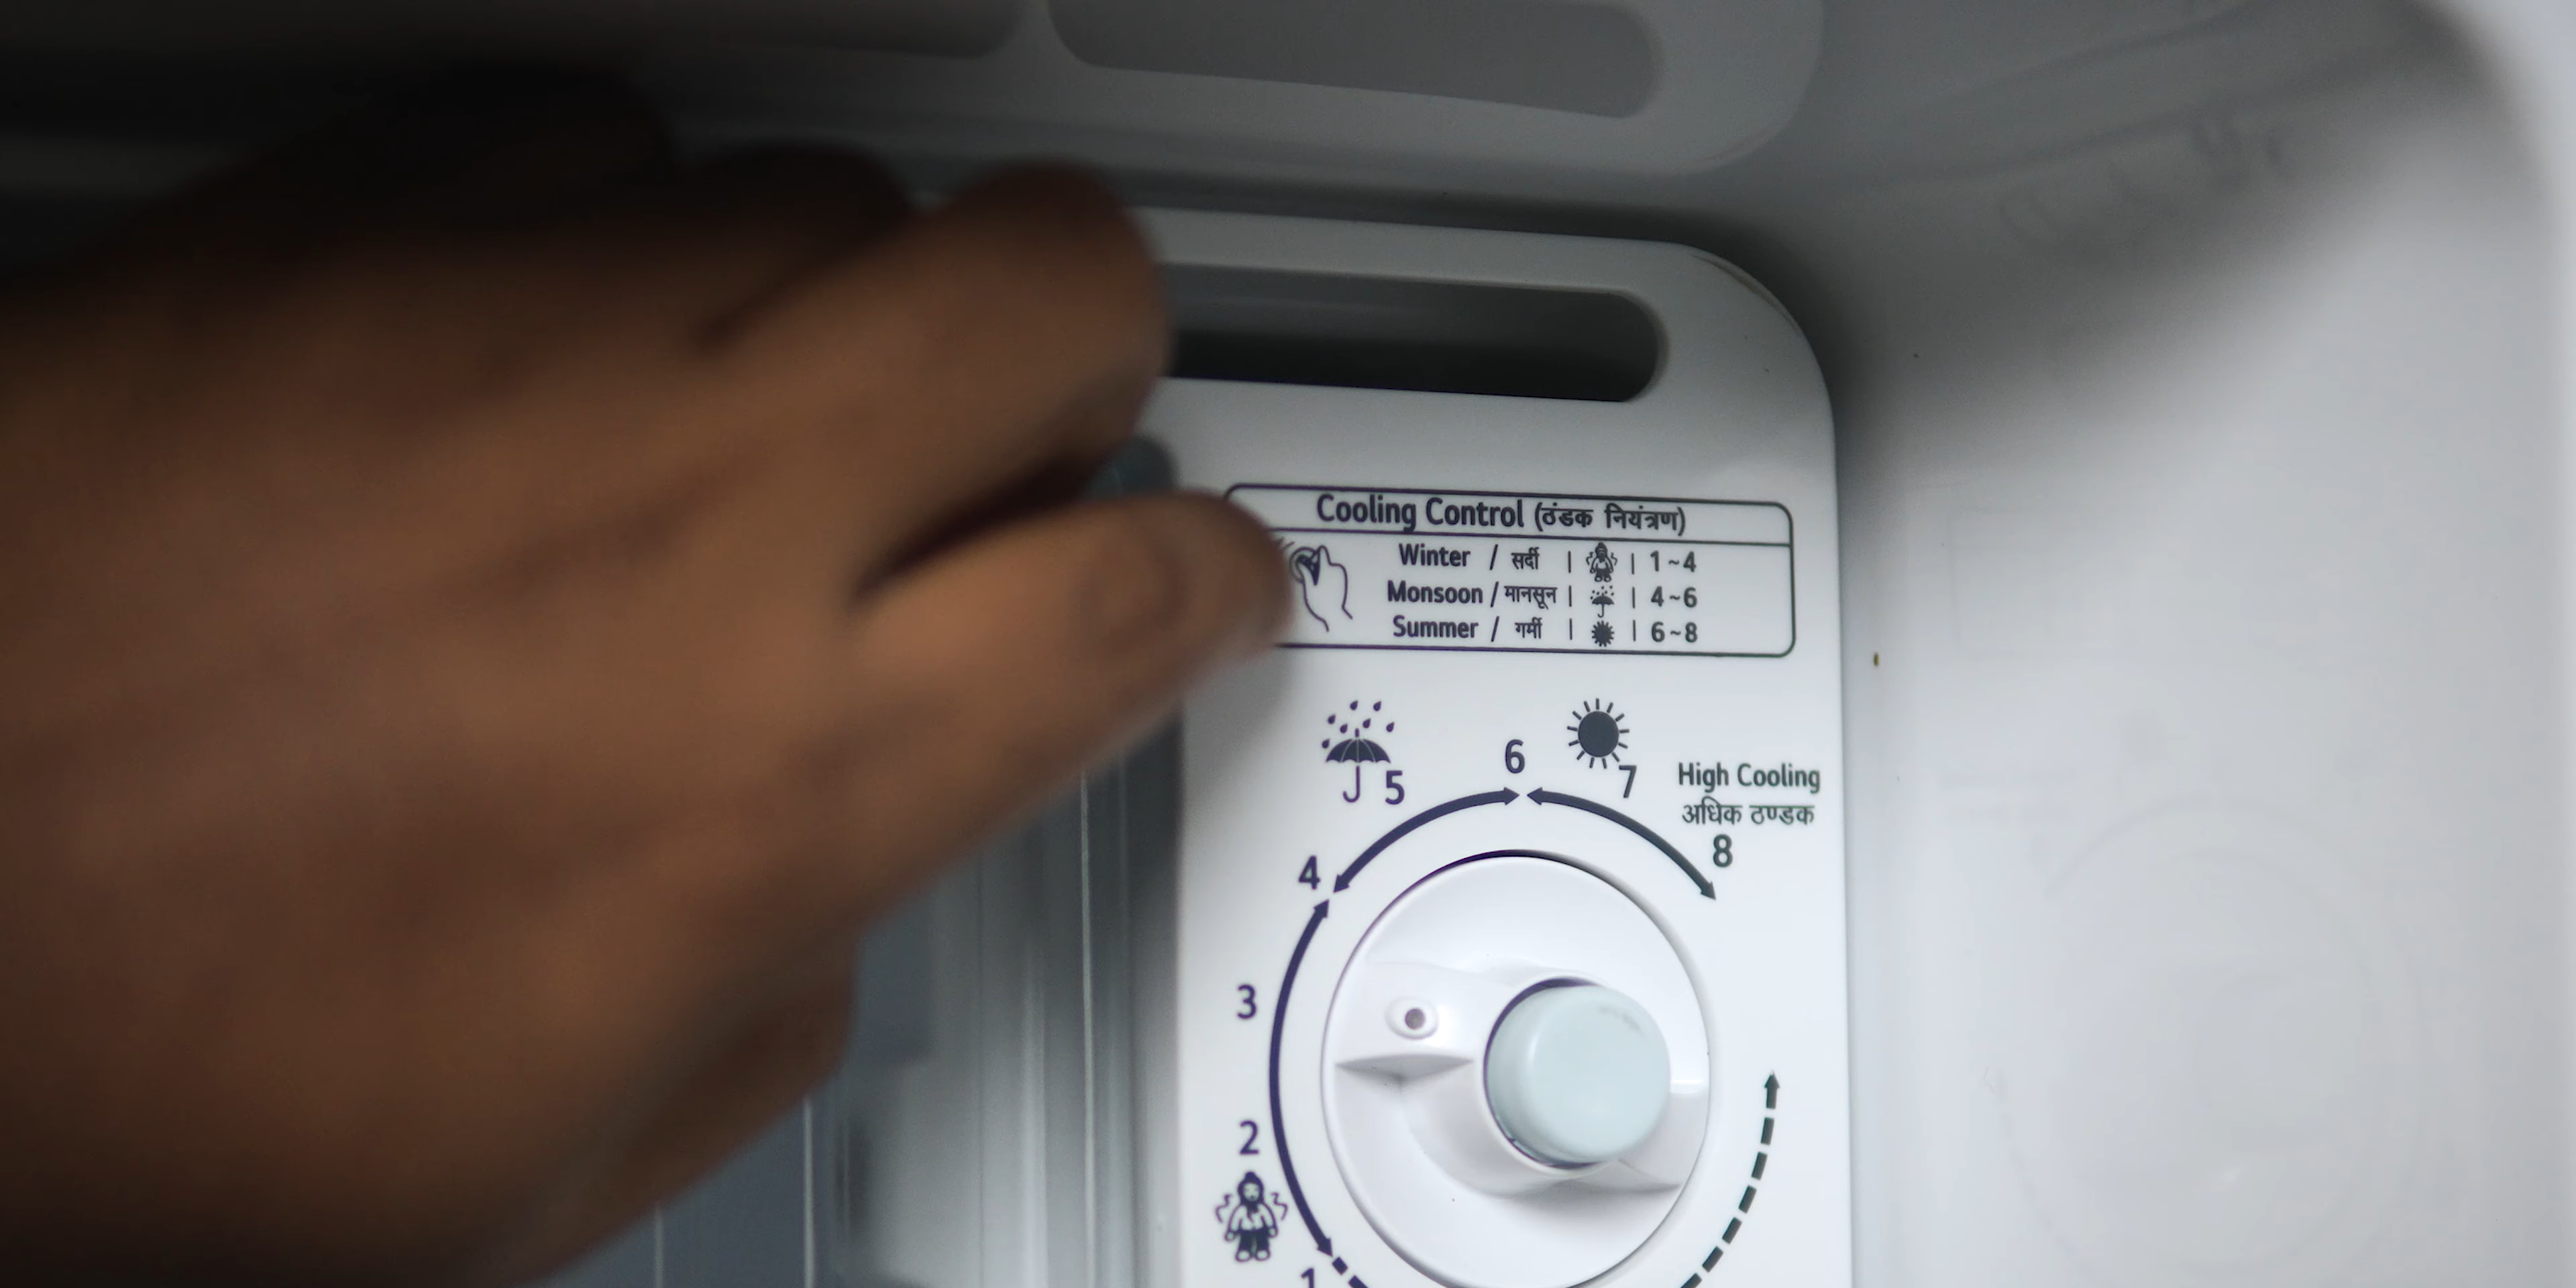 Cooling Control (ठंडक नियंत्रण)
Winter / सर्दी | | 1~4
Monsoon / मानसून | | 4~6
Summer / गर्मी | | 6~8
6
7
5
High Cooling
अधिक ठण्डक
8
4
3
2
1